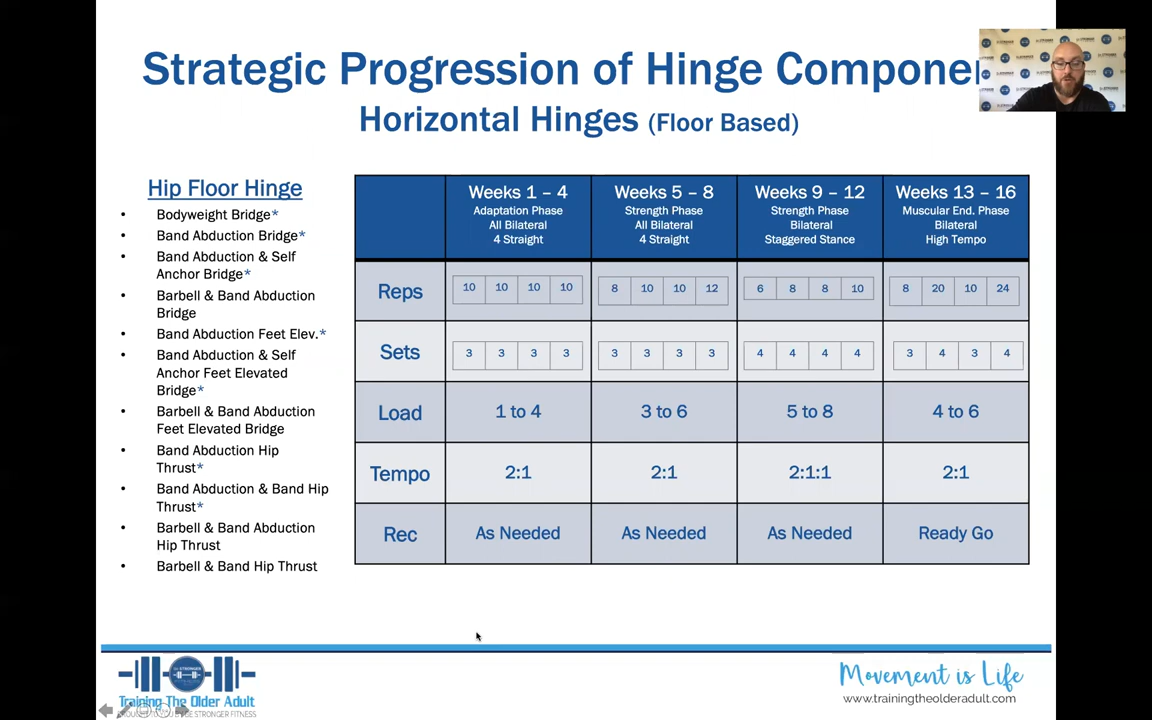 Strategic Progression of Hinge Componen
Horizontal Hinges (Floor Based)
Hip Floor Hinge
• Bodyweight Bridge*
• Band Abduction Bridge*
• Band Abduction & Self
Anchor Bridge*
• Barbell & Band Abduction
Bridge
• Band Abduction Feet Elev.*
• Band Abduction & Self
Anchor Feet Elevated
Bridge*
• Barbell & Band Abduction
Feet Elevated Bridge
• Band Abduction Hip
Thrust*
• Band Abduction & Band Hip
Thrust*
• Barbell & Band Abduction
Hip Thrust
• Barbell & Band Hip Thrust
Weeks 1 – 4
Adaptation Phase
All Bilateral
4 Straight
Weeks 5 – 8
Strength Phase
All Bilateral
4 Straight
Weeks 9 – 12
Strength Phase
Bilateral
Staggered Stance
Weeks 13 – 16
Muscular End. Phase
Bilateral
High Tempo
Reps 10 10 10 10 8 10 10 12 6 8 8 10 8 20 10 24
Sets 3 3 3 3 3 3 3 3 4 4 4 4 3 4 3 4
Load 1 to 4 3 to 6 5 to 8 4 to 6
Tempo 2:1 2:1 2:1:1 2:1
Rec As Needed As Needed As Needed Ready Go
Training The Older Adult
BROUGHT TO YOU BY BE STRONGER FITNESS
Movement is Life
www.trainingtheolderadult.com